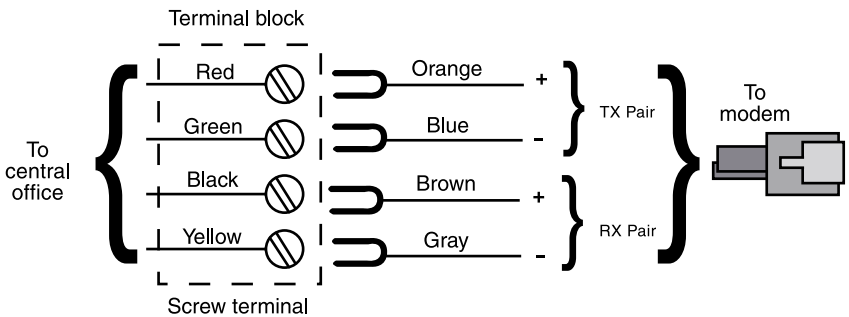 Terminal block
To
central
office
Red
Green
Black
Yellow
Screw terminal
Orange +
Blue -
Brown +
Gray -
TX Pair
RX Pair
To
modem